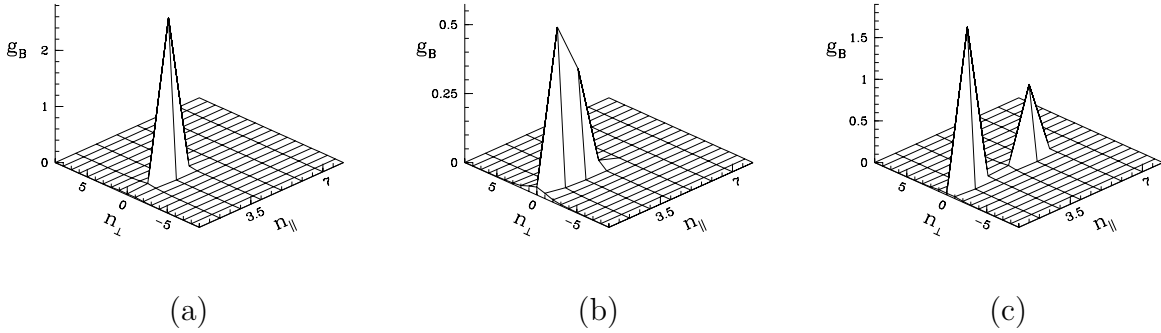 g_B 2 1 0 5 0 −5 n_⊥ 3.5 7 n_∥
g_B 0.5 0.25 0 5 0 −5 n_⊥ 3.5 7 n_∥
g_B 1.5 1 0.5 0 5 0 −5 n_⊥ 3.5 7 n_∥
(a) (b) (c)